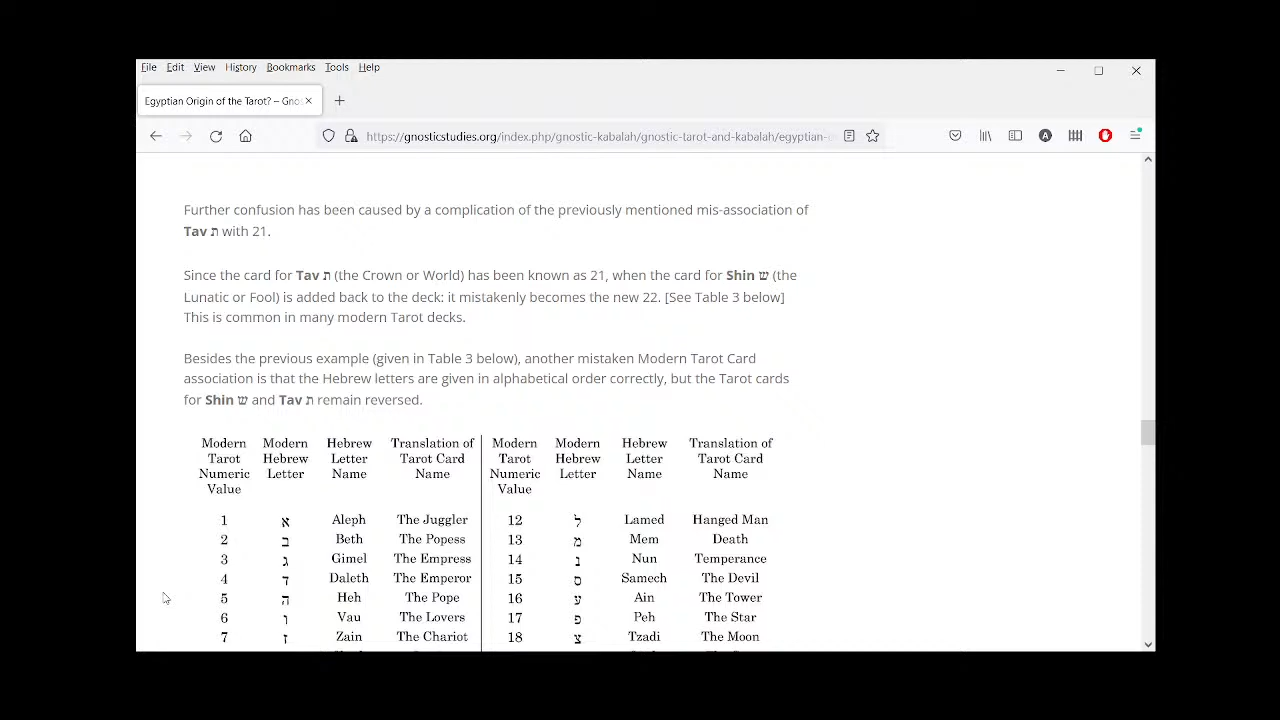 File Edit View History Bookmarks Tools Help
Egyptian Origin of the Tarot? – Gno
https://gnosticstudies.org/index.php/gnostic-kabalah/gnostic-tarot-and-kabalah/egyptian-
Further confusion has been caused by a complication of the previously mentioned mis-association of
Tav ת with 21.
Since the card for Tav ת (the Crown or World) has been known as 21, when the card for Shin ש (the
Lunatic or Fool) is added back to the deck: it mistakenly becomes the new 22. [See Table 3 below]
This is common in many modern Tarot decks.
Besides the previous example (given in Table 3 below), another mistaken Modern Tarot Card
association is that the Hebrew letters are given in alphabetical order correctly, but the Tarot cards
for Shin ש and Tav ת remain reversed.
Modern Modern Hebrew Translation of Modern Modern Hebrew Translation of
Tarot Hebrew Letter Tarot Card Tarot Hebrew Letter Tarot Card
Numeric Letter Name Name Numeric Letter Name Name
Value Value
1 א Aleph The Juggler 12 ל Lamed Hanged Man
2 ב Beth The Popess 13 מ Mem Death
3 ג Gimel The Empress 14 נ Nun Temperance
4 ד Daleth The Emperor 15 ס Samech The Devil
5 ה Heh The Pope 16 ע Ain The Tower
6 ו Vau The Lovers 17 פ Peh The Star
7 ז Zain The Chariot 18 צ Tzadi The Moon